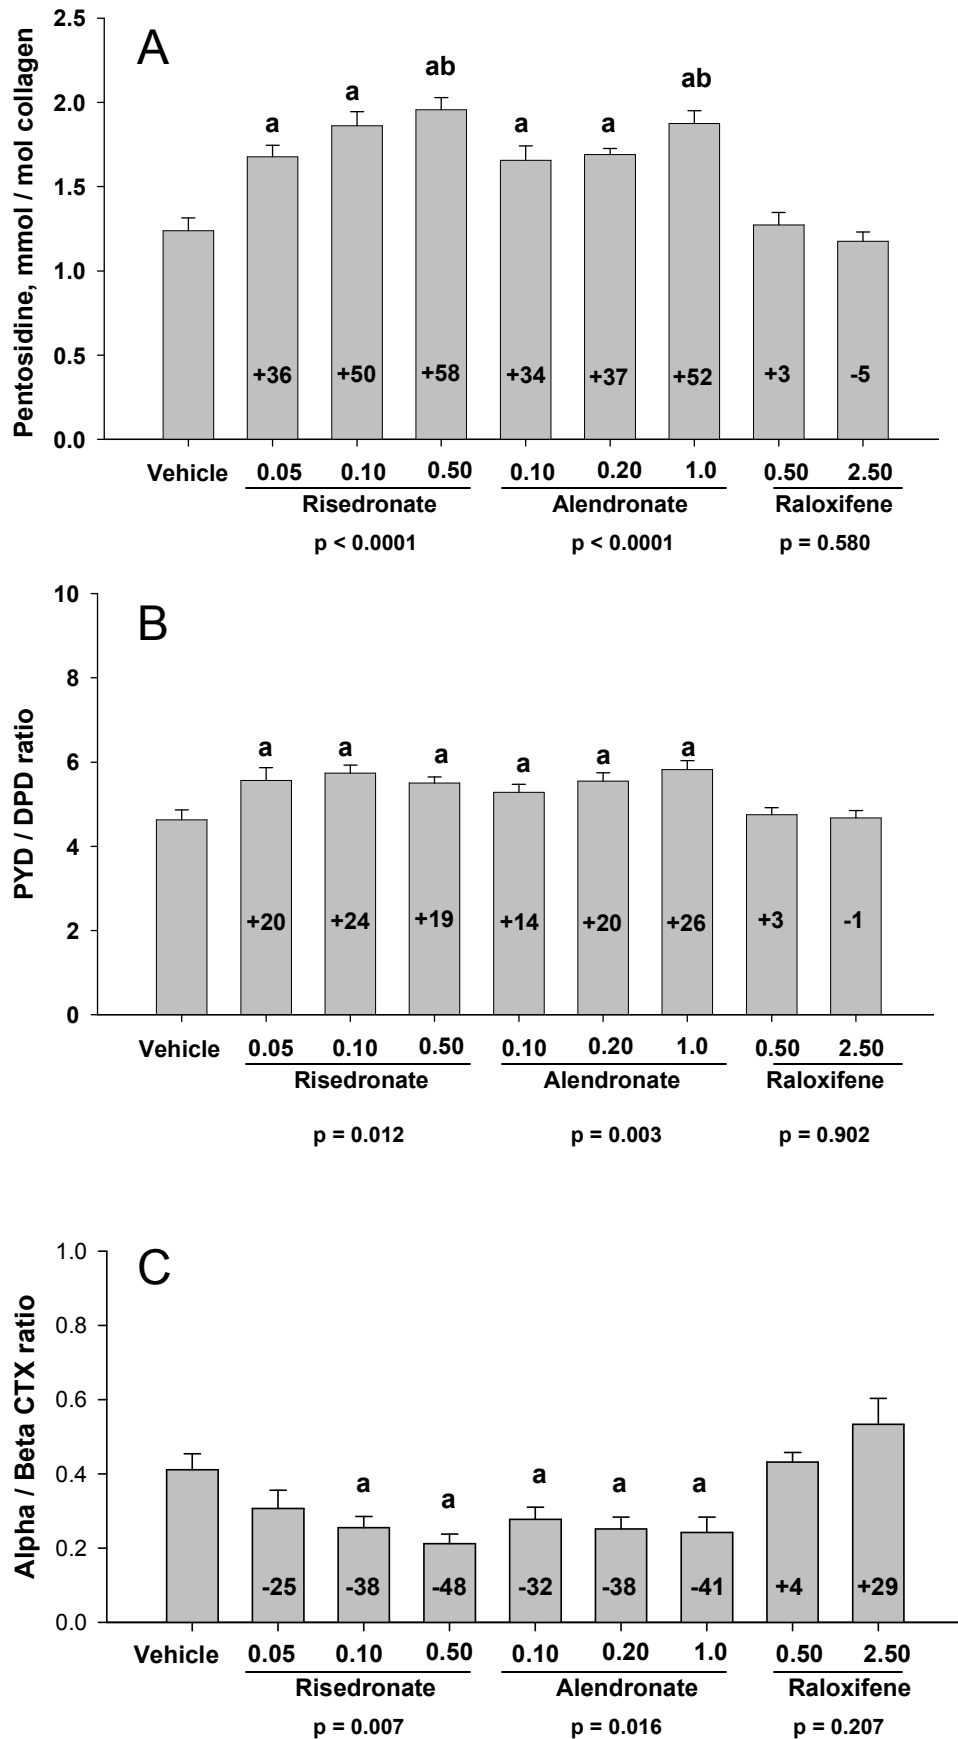 A
Pentosidine, mmol / mol collagen
2.5
2.0
1.5
1.0
0.5
0.0
a a ab a a ab
+36 +50 +58 +34 +37 +52 +3 -5
Vehicle 0.05 0.10 0.50 0.10 0.20 1.0 0.50 2.50
Risedronate Alendronate Raloxifene
p < 0.0001 p < 0.0001 p = 0.580
B
PYD / DPD ratio
10
8
6
4
2
0
a a a a a a
+20 +24 +19 +14 +20 +26 +3 -1
Vehicle 0.05 0.10 0.50 0.10 0.20 1.0 0.50 2.50
Risedronate Alendronate Raloxifene
p = 0.012 p = 0.003 p = 0.902
C
Alpha / Beta CTX ratio
1.0
0.8
0.6
0.4
0.2
0.0
a a a a a
-25 -38 -48 -32 -38 -41 +4 +29
Vehicle 0.05 0.10 0.50 0.10 0.20 1.0 0.50 2.50
Risedronate Alendronate Raloxifene
p = 0.007 p = 0.016 p = 0.207